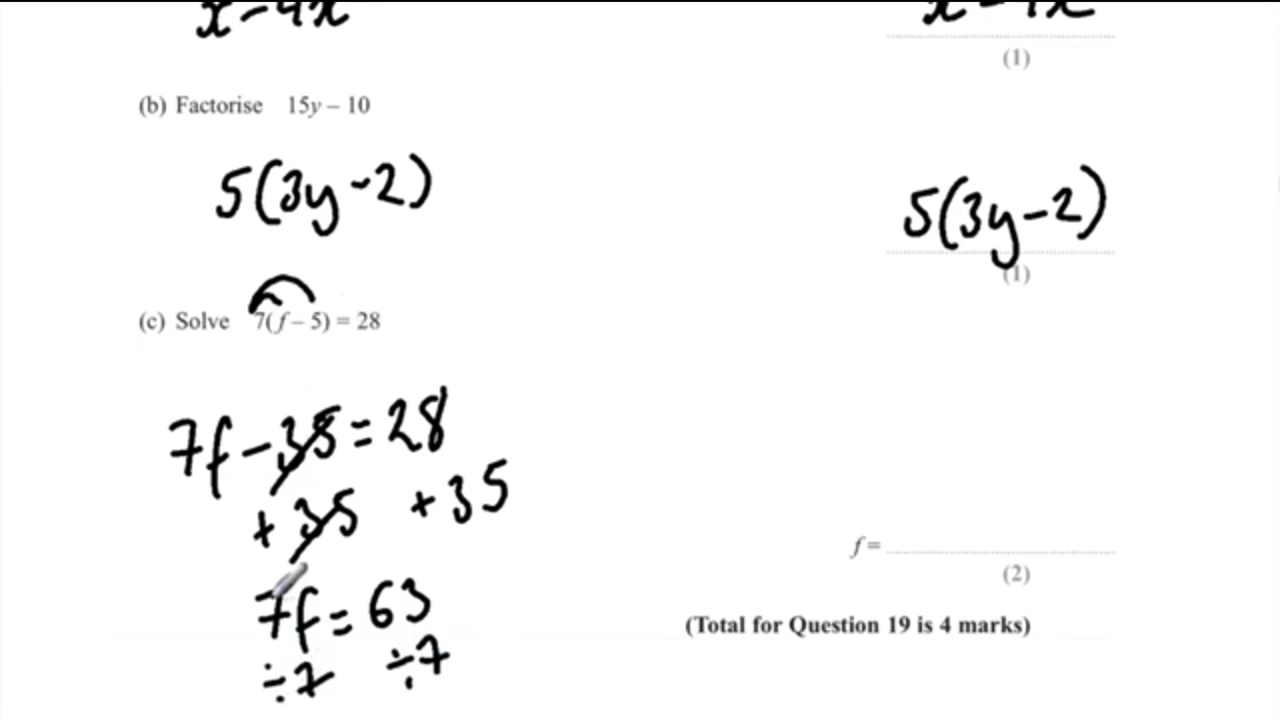 (1)
(b) Factorise 15y – 10
5(3y -2)
5(3y-2)
(1)
(c) Solve 7(f – 5) = 28
7f - 35 = 28
+ 35 + 35
f =
(2)
7f = 63
(Total for Question 19 is 4 marks)
÷7 ÷7